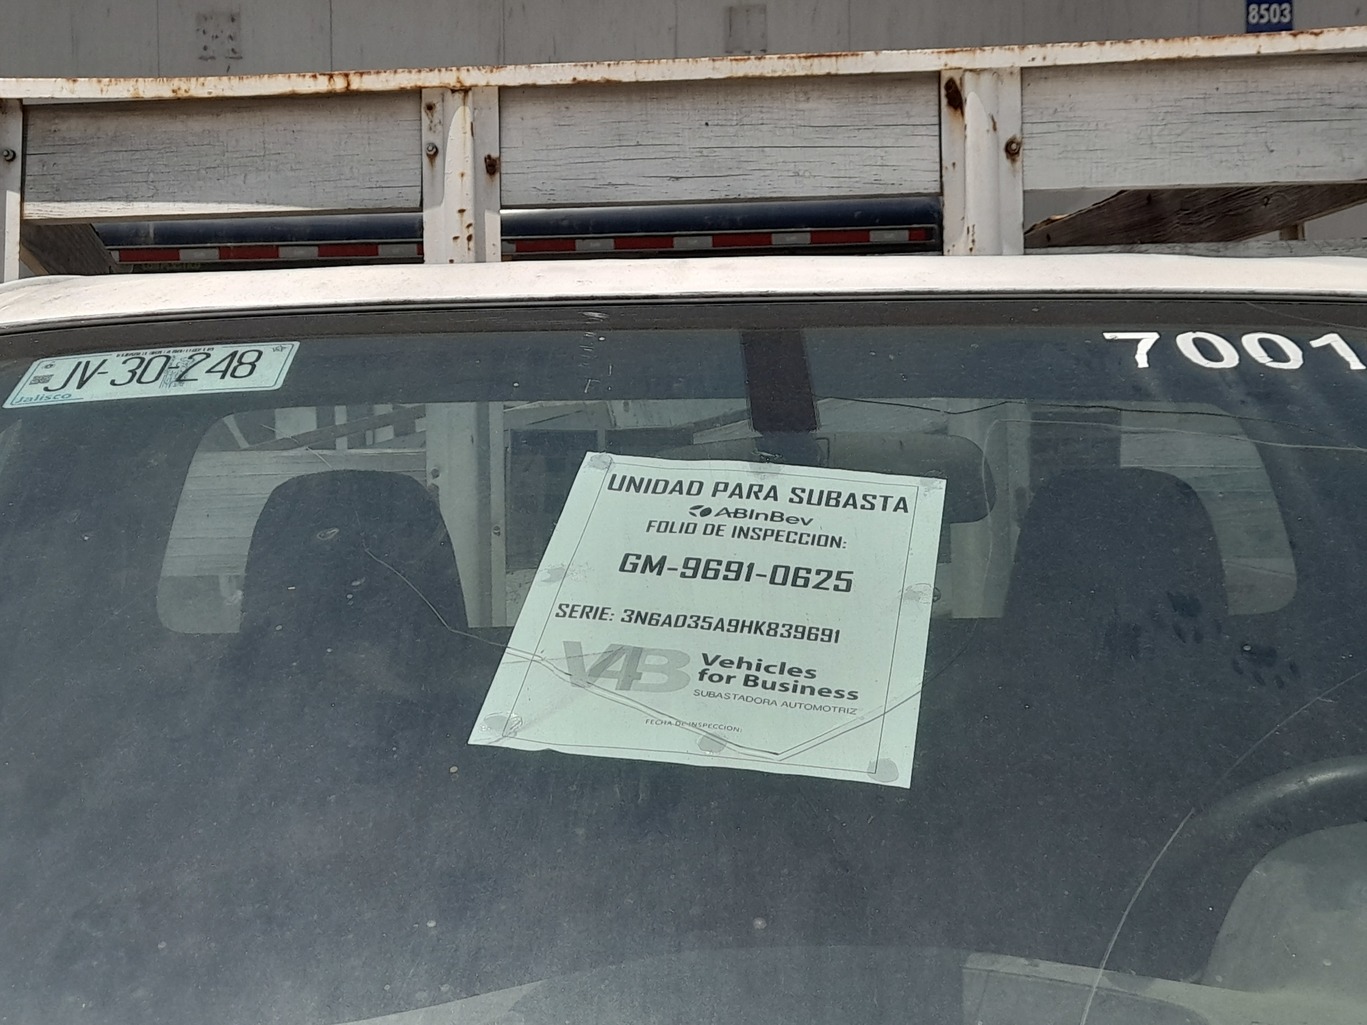 8503
7001
JV-30-248
Jalisco
UNIDAD PARA SUBASTA
ABInBev
FOLIO DE INSPECCION:
GM-9691-0625
SERIE: 3N6AD35A9HK839691
V4B Vehicles
for Business
SUBASTADORA AUTOMOTRIZ
FECHA DE INSPECCION: